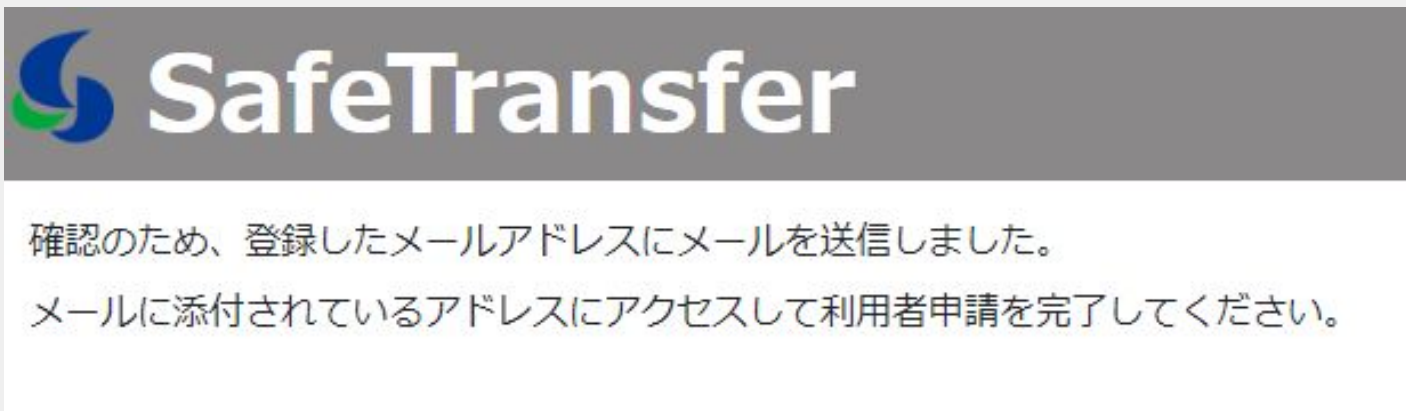 SafeTransfer
確認のため、登録したメールアドレスにメールを送信しました。
メールに添付されているアドレスにアクセスして利用者申請を完了してください。